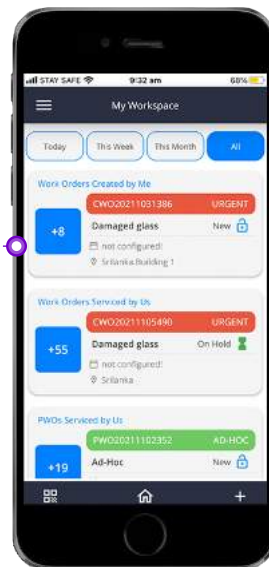 STAY SAFE 9:32 am 68%
My Workspace
Today This Week This Month All
Work Orders Created by Me
CWO20211031386 URGENT
+8 Damaged glass New
not configured!
Srilanka,Building 1
Work Orders Serviced by Us
CWO20211105490 URGENT
+55 Damaged glass On Hold
not configured!
Srilanka
PWOs Serviced by Us
PWO20211102352 AD-HOC
+19 Ad-Hoc New